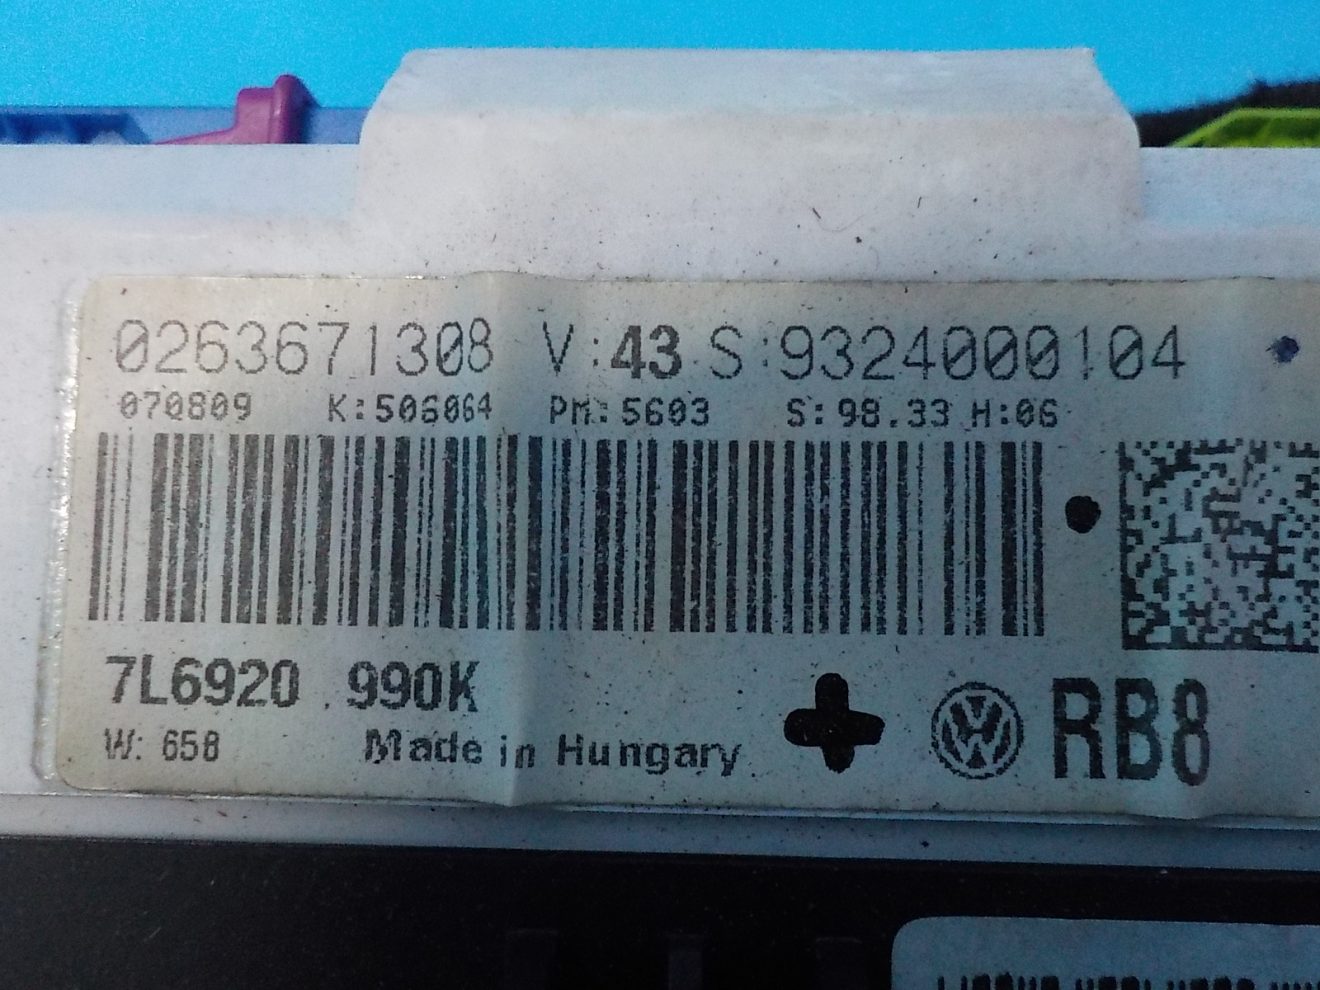 0263671308 V:43 S:9324000104
070809 K:506064 PM:5603 S:98.33 H:06
7L6920 990K
W: 658 Made in Hungary RB8